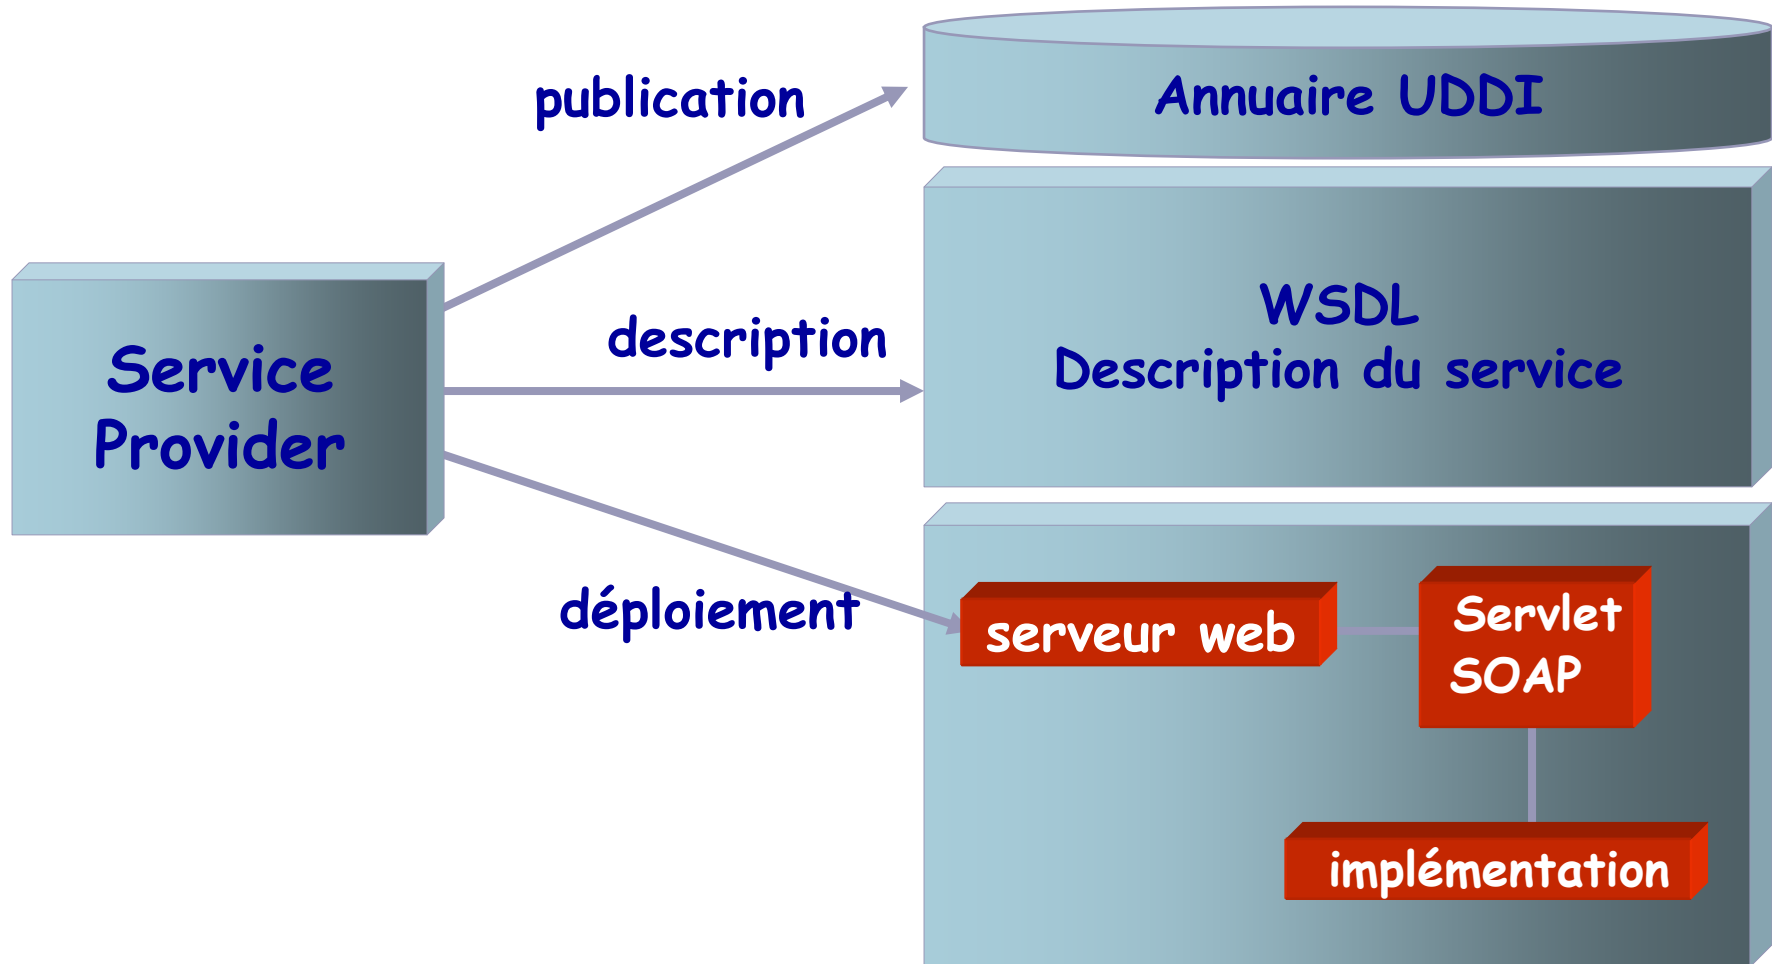 publication
Annuaire UDDI
Service
Provider
description
WSDL
Description du service
déploiement
serveur web
Servlet
SOAP
implémentation